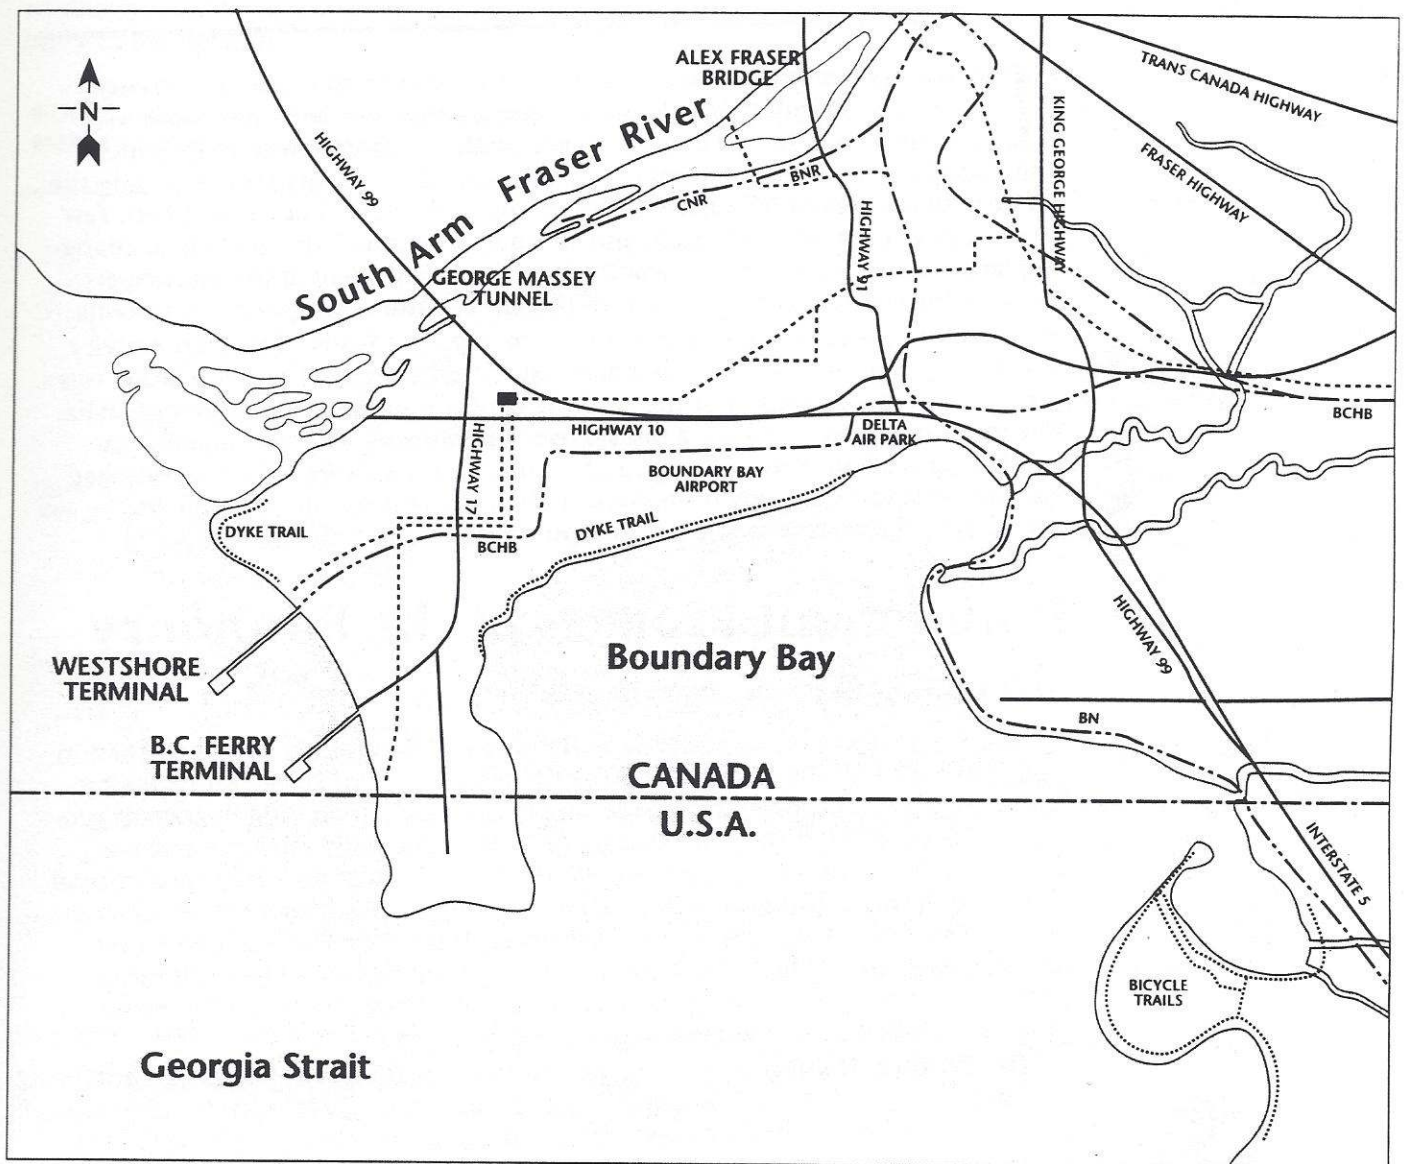 ALEX FRASER
BRIDGE
TRANS CANADA HIGHWAY
N
KING GEORGE HIGHWAY
FRASER HIGHWAY
HIGHWAY 99
South Arm Fraser River
BNR
CNR
HIGHWAY 91
GEORGE MASSEY
TUNNEL
BCHB
HIGHWAY 10
DELTA
AIR PARK
HIGHWAY 17
BOUNDARY BAY
AIRPORT
DYKE TRAIL
DYKE TRAIL
BCHB
HIGHWAY 99
WESTSHORE
TERMINAL
Boundary Bay
BN
B.C. FERRY
TERMINAL
CANADA
U.S.A.
INTERSTATE 5
BICYCLE
TRAILS
Georgia Strait